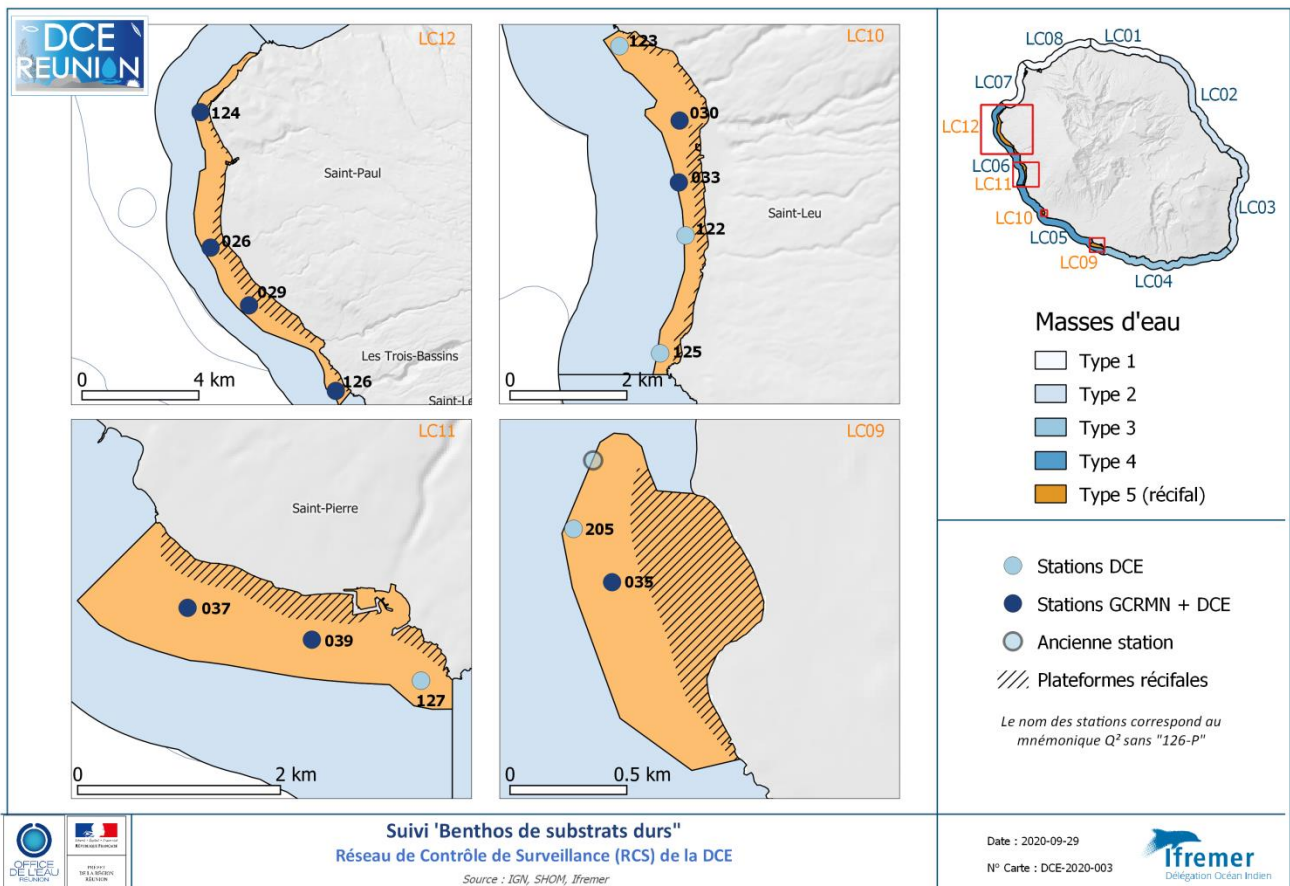 DCE
REUNION
LC12
124
026
029
126
Saint-Paul
Les Trois-Bassins
Saint-Le
0
4 km
LC10
123
030
033
122
125
Saint-Leu
0
2 km
LC11
Saint-Pierre
037
039
127
0
2 km
LC09
205
035
0
0.5 km
LC08
LC01
LC07
LC02
LC12
LC06
LC11
LC10
LC05
LC09
LC04
LC03
Masses d'eau
Type 1
Type 2
Type 3
Type 4
Type 5 (récifal)
Stations DCE
Stations GCRMN + DCE
Ancienne station
Plateformes récifales
Le nom des stations correspond au
mnémonique Q² sans "126-P"
OFFICE
DE L'EAU
RÉUNION
PRÉFET
DE LA RÉGION
RÉUNION
Suivi 'Benthos de substrats durs"
Réseau de Contrôle de Surveillance (RCS) de la DCE
Source : IGN, SHOM, Ifremer
Date : 2020-09-29
N° Carte : DCE-2020-003
Ifremer
Délégation Océan Indien